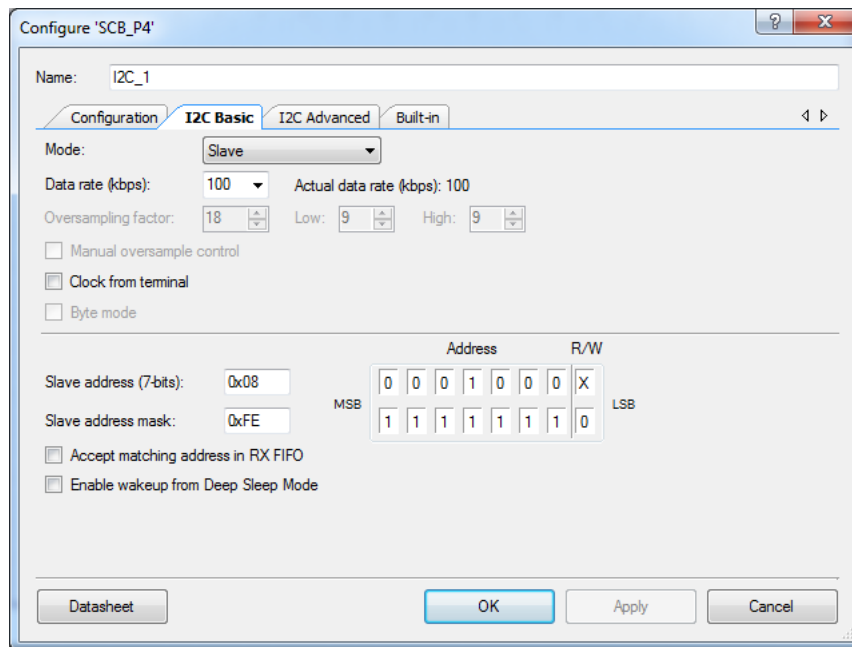 Configure 'SCB_P4'
Name: I2C_1
Configuration I2C Basic I2C Advanced Built-in
Mode: Slave
Data rate (kbps): 100 Actual data rate (kbps): 100
Oversampling factor: 18 Low: 9 High: 9
Manual oversample control
Clock from terminal
Byte mode
Address R/W
Slave address (7-bits): 0x08 0 0 0 1 0 0 0 X
MSB LSB
Slave address mask: 0xFE 1 1 1 1 1 1 1 0
Accept matching address in RX FIFO
Enable wakeup from Deep Sleep Mode
Datasheet OK Apply Cancel